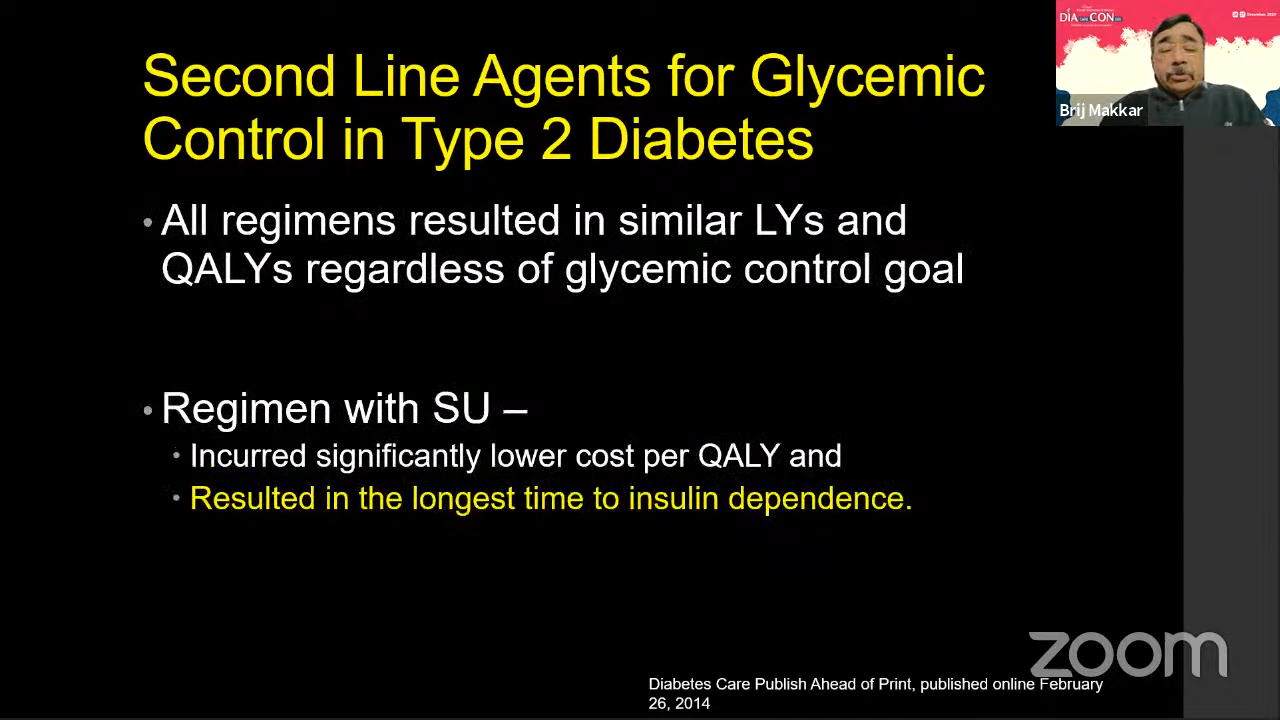 Second Line Agents for Glycemic
Control in Type 2 Diabetes
• All regimens resulted in similar LYs and
QALYs regardless of glycemic control goal
• Regimen with SU –
• Incurred significantly lower cost per QALY and
• Resulted in the longest time to insulin dependence.
Diabetes Care Publish Ahead of Print, published online February
26, 2014
DIA CON
Brij Makkar
zoom